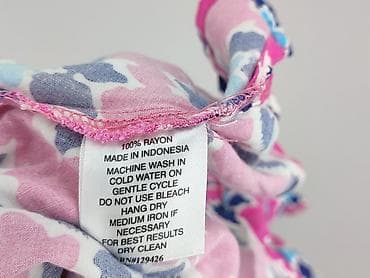 100% RAYON
MADE IN INDONESIA
MACHINE WASH IN
COLD WATER ON
GENTLE CYCLE
DO NOT USE BLEACH
HANG DRY
MEDIUM IRON IF
NECESSARY
FOR BEST RESULTS
DRY CLEAN
RN#129426